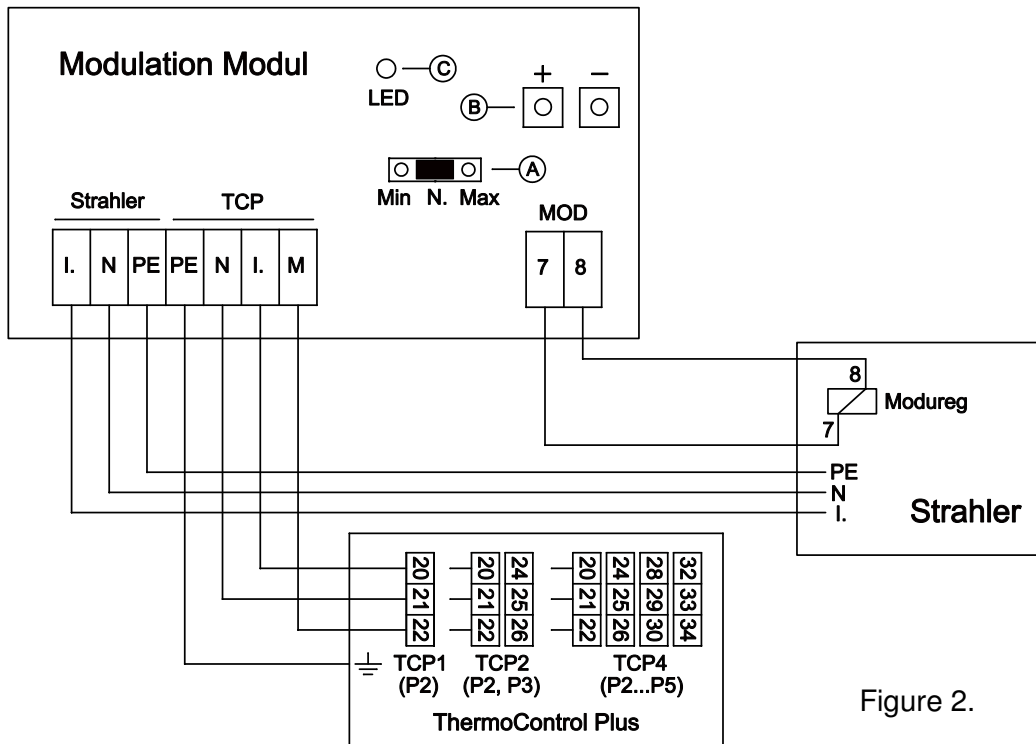 Modulation Modul
C
LED
+ −
B
A
Min N. Max
Strahler TCP
MOD
I. N PE PE N I. M
7 8
8
Modureg
7
PE
N
I.
Strahler
20 20 24 20 24 28 32
21 21 25 21 25 29 33
22 22 26 22 26 30 34
TCP1 TCP2 TCP4
(P2) (P2, P3) (P2...P5)
ThermoControl Plus
Figure 2.